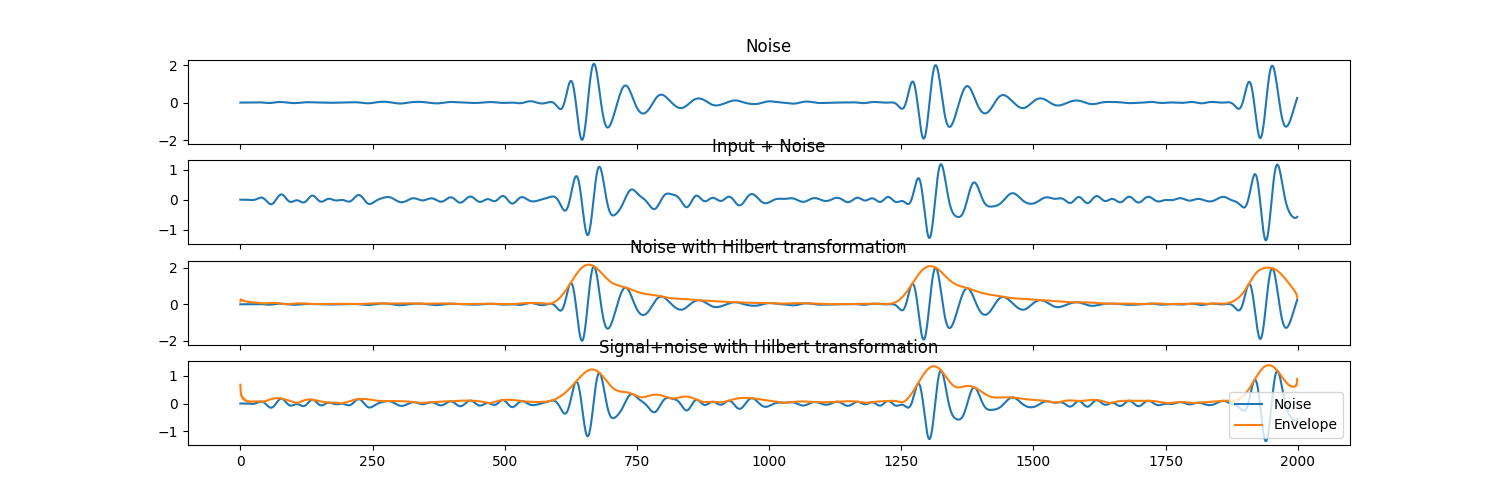 Noise
2
0
−2
Input + Noise
1
0
−1
Noise with Hilbert transformation
2
0
−2
Signal+noise with Hilbert transformation
1
0
−1
Noise
Envelope
0 250 500 750 1000 1250 1500 1750 2000